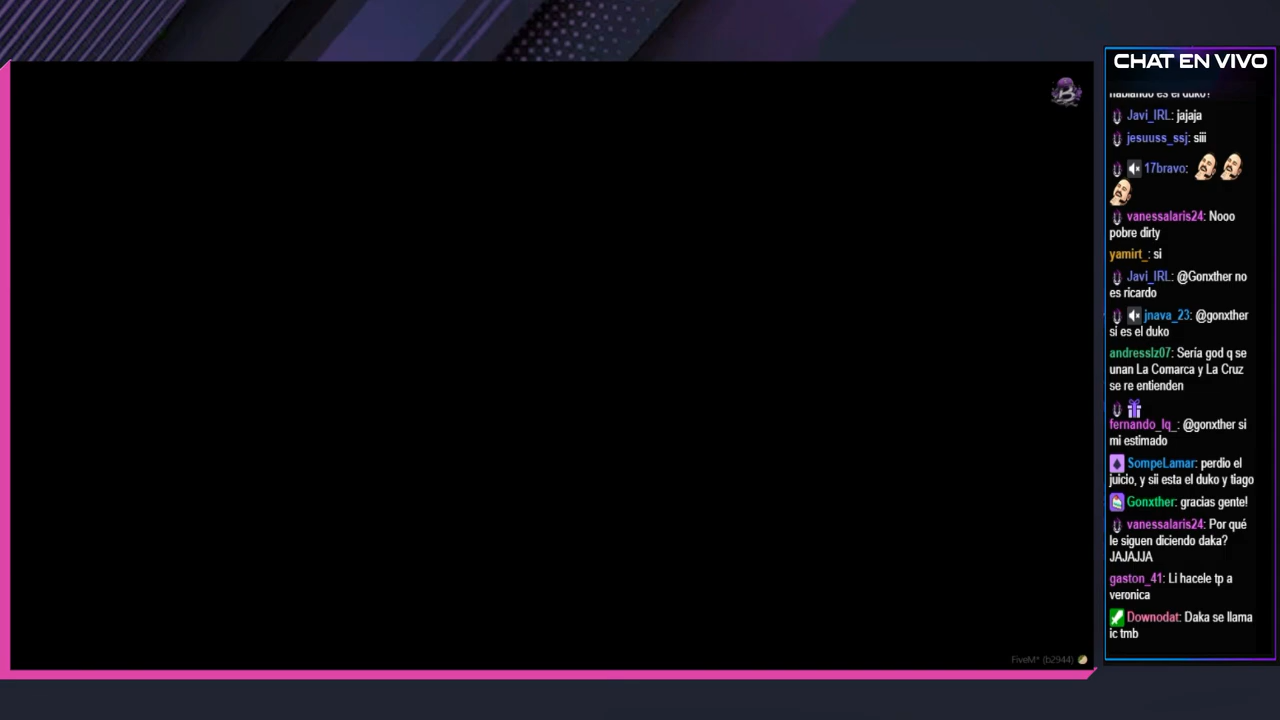 CHAT EN VIVO
hablando es el duko?
Javi_IRL: jajaja
jesuuss_ssj: siii
17bravo:
vanessalaris24: Nooo
pobre dirty
yamirt_: si
Javi_IRL: @Gonxther no
es ricardo
jnava_23: @gonxther
si es el duko
andresslz07: Sería god q se
unan La Comarca y La Cruz
se re entienden
fernando_lq_: @gonxther si
mi estimado
SompeLamar: perdio el
juicio, y sii esta el duko y tiago
Gonxther: gracias gente!
vanessalaris24: Por qué
le siguen diciendo daka?
JAJAJJA
gaston_41: Li hacele tp a
veronica
Downodat: Daka se llama
ic tmb
FiveM* (b2944)